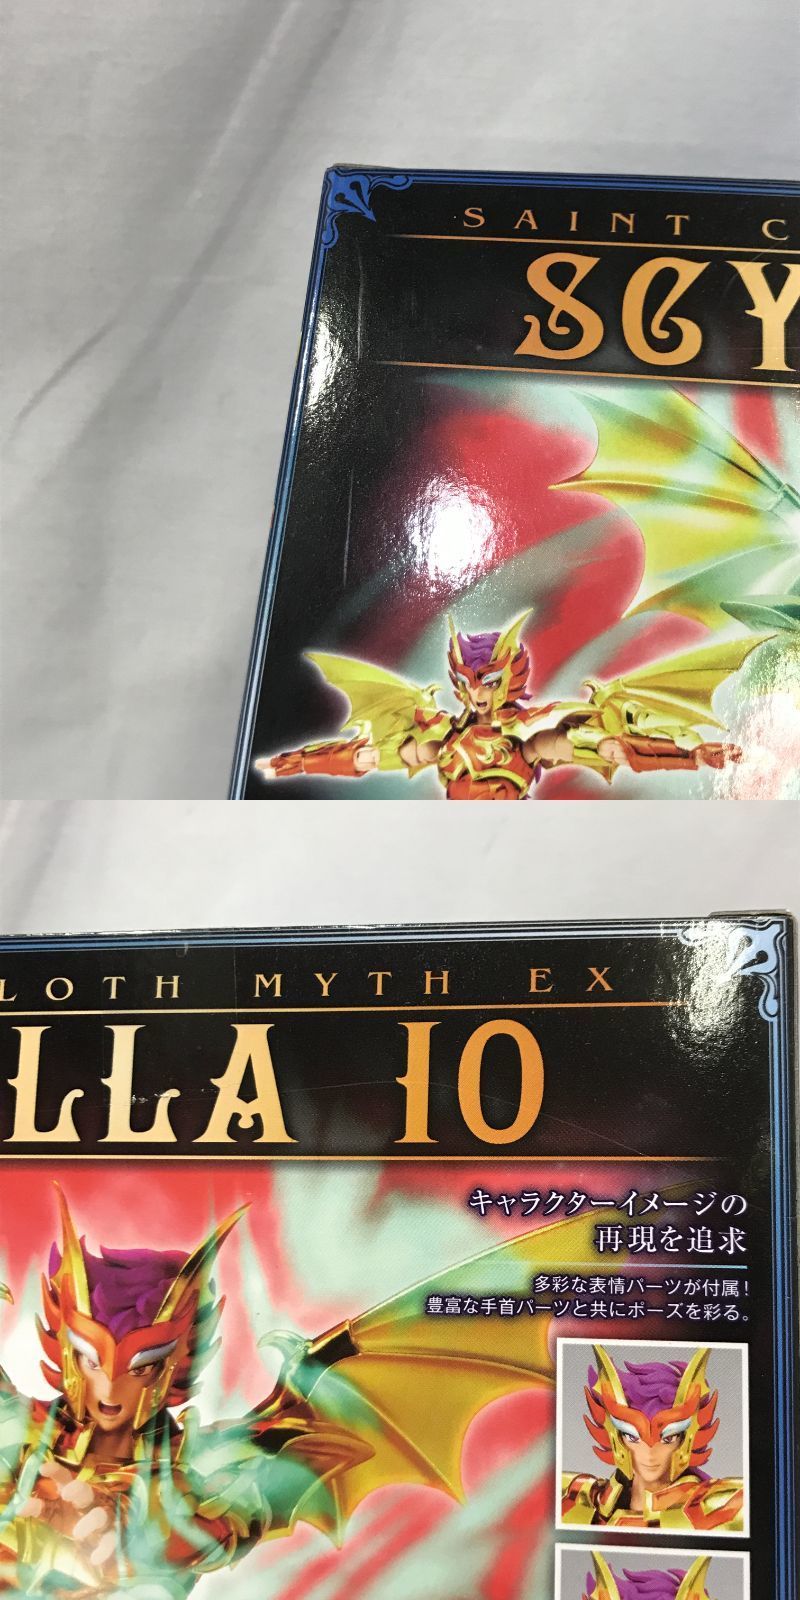 SAINT C
SCY
LOTH MYTH EX
LLA IO
キャラクターイメージの
再現を追求
多彩な表情パーツが付属!
豊富な手首パーツと共にポーズを彩る。